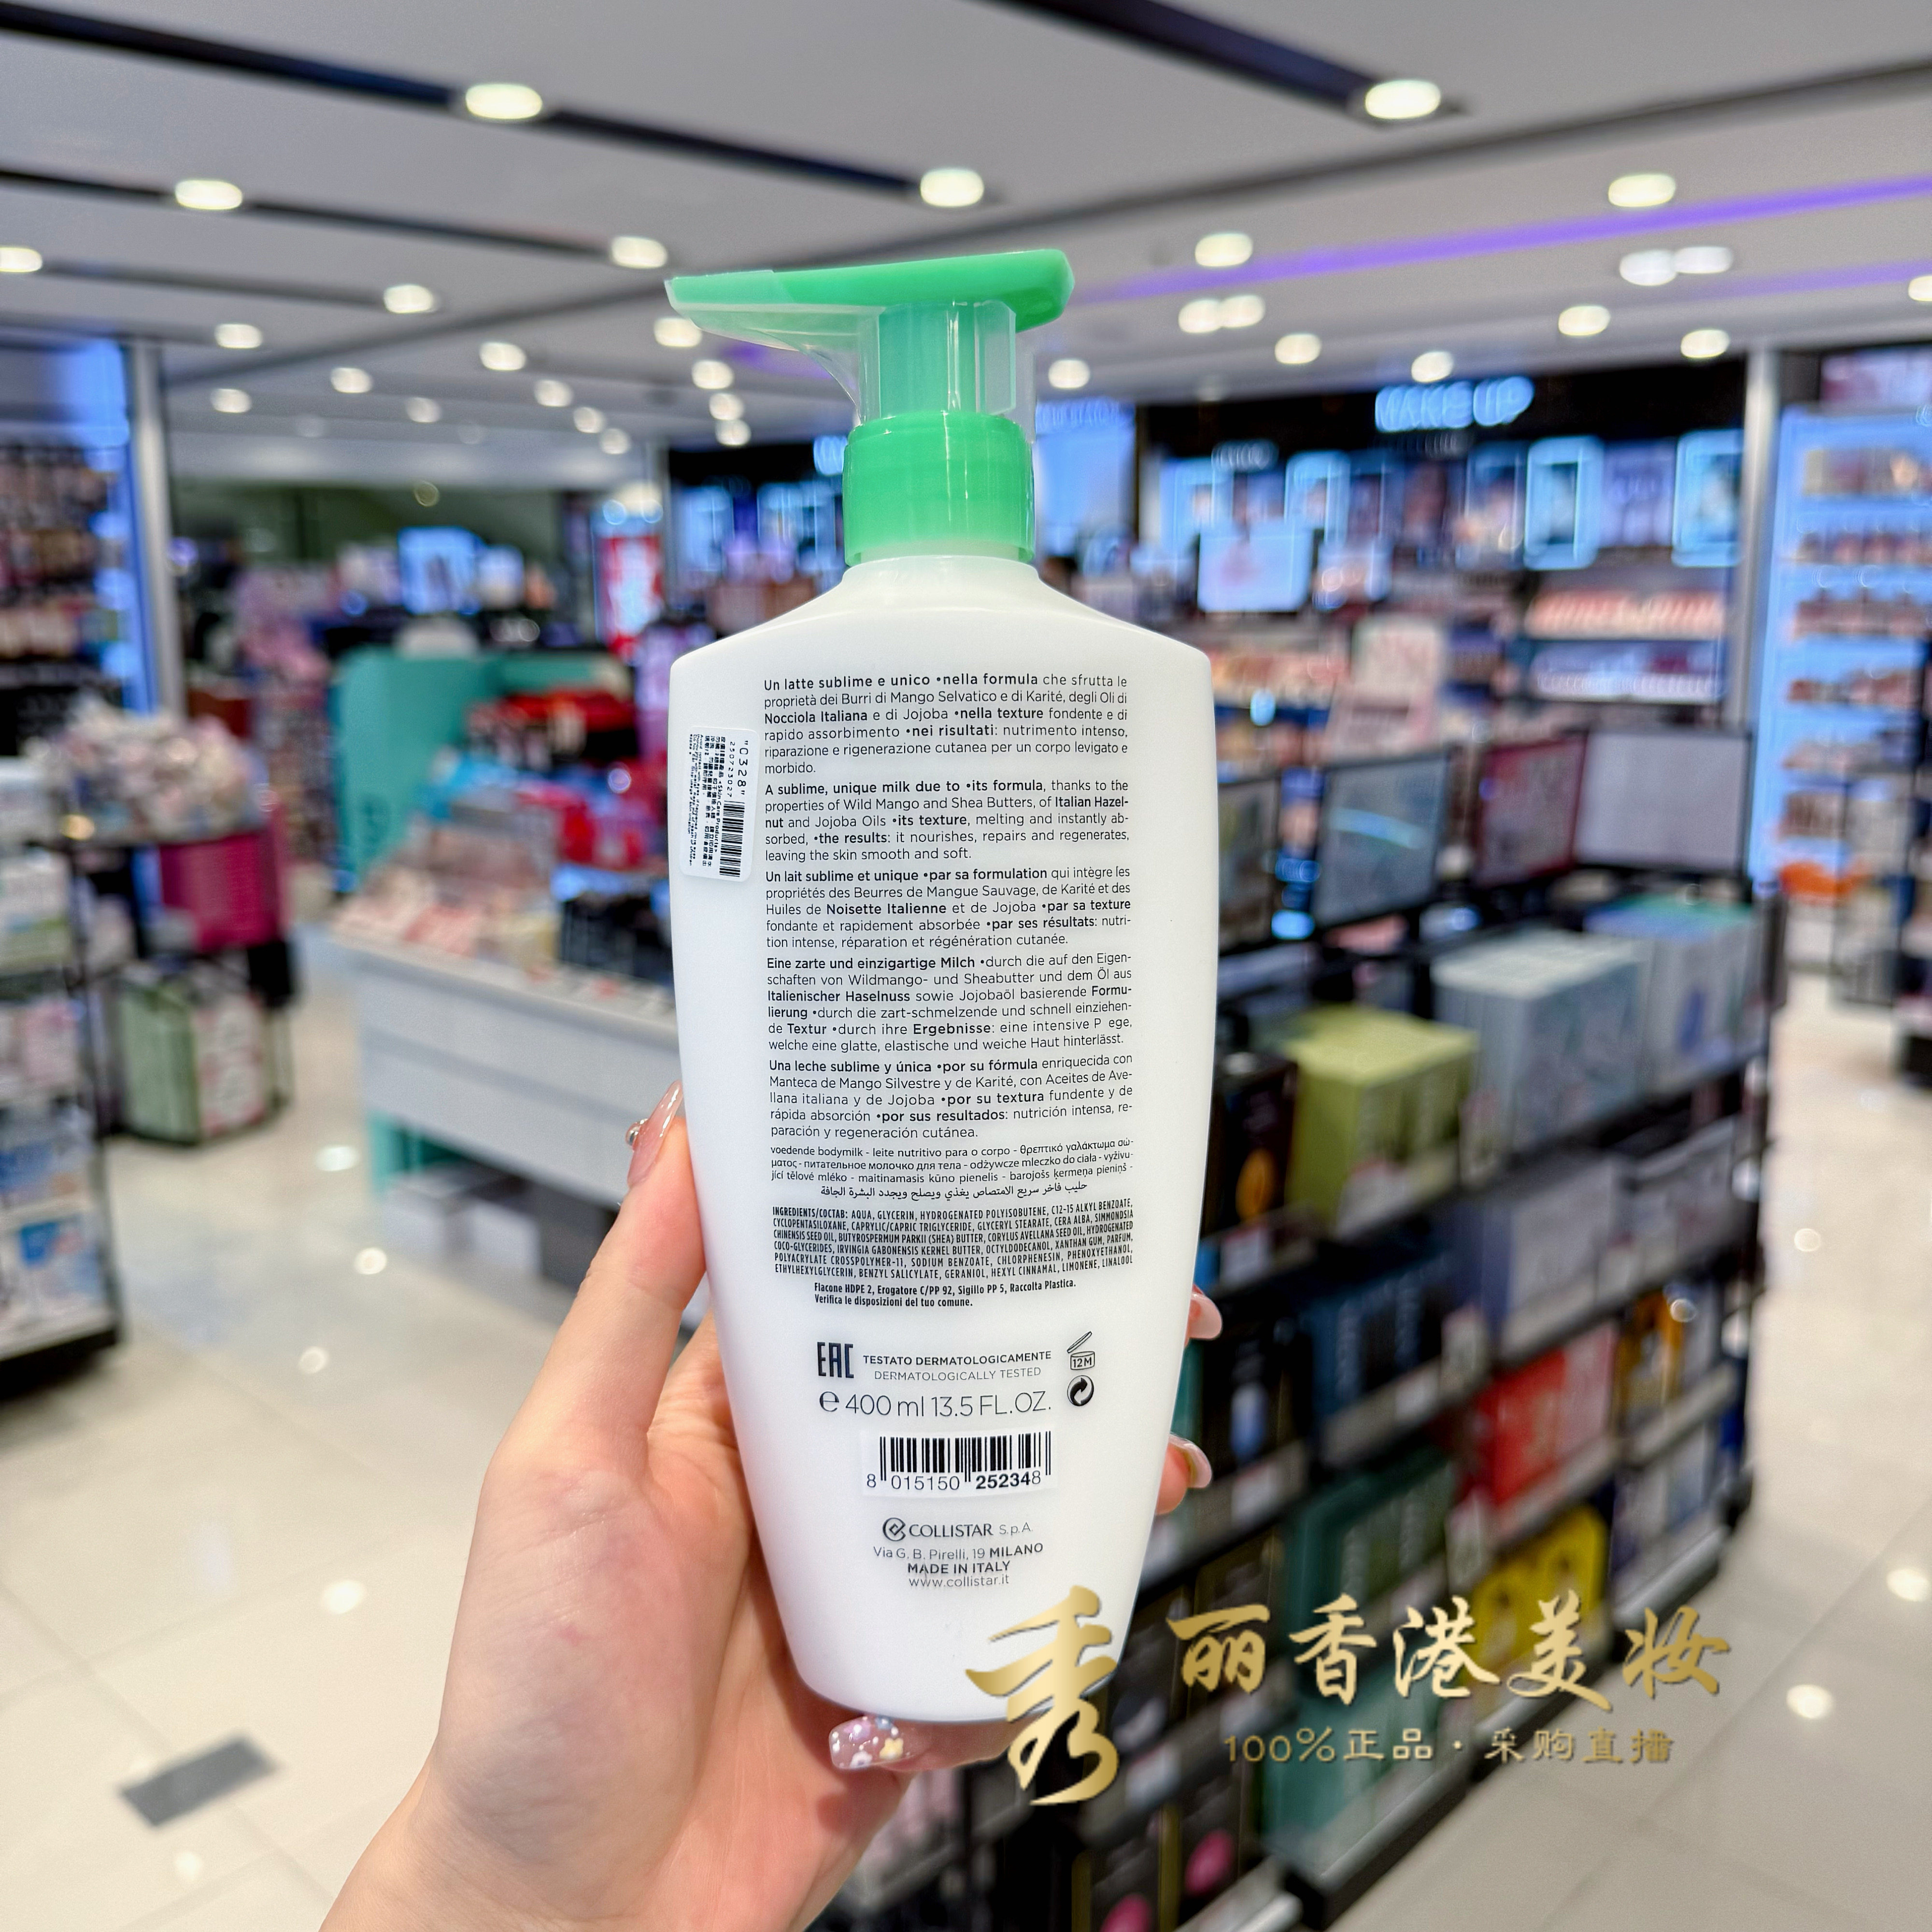 MAKE UP
Un latte sublime e unico •nella formula che sfrutta le
proprietà dei Burri di Mango Selvatico e di Karité, degli Oli di
Nocciola Italiana e di Jojoba •nella texture fondente e di
rapido assorbimento •nei risultati: nutrimento intenso,
riparazione e rigenerazione cutanea per un corpo levigato e
morbido.
A sublime, unique milk due to •its formula, thanks to the
properties of Wild Mango and Shea Butters, of Italian Hazel-
nut and Jojoba Oils •its texture, melting and instantly ab-
sorbed, •the results: it nourishes, repairs and regenerates,
leaving the skin smooth and soft.
Un lait sublime et unique •par sa formulation qui intègre les
propriétés des Beurres de Mangue Sauvage, de Karité et des
Huiles de Noisette Italienne et de Jojoba •par sa texture
fondante et rapidement absorbée •par ses résultats: nutri-
tion intense, réparation et régénération cutanée.
Eine zarte und einzigartige Milch •durch die auf den Eigen-
schaften von Wildmango- und Sheabutter und dem Öl aus
Italienischer Haselnuss sowie Jojobaöl basierende Formu-
lierung •durch die zart-schmelzende und schnell einziehen-
de Textur •durch ihre Ergebnisse: eine intensive P ege,
welche eine glatte, elastische und weiche Haut hinterlässt.
Una leche sublime y única •por su fórmula enriquecida con
Manteca de Mango Silvestre y de Karité, con Aceites de Ave-
llana italiana y de Jojoba •por su textura fundente y de
rápida absorción •por sus resultados: nutrición intensa, re-
paración y regeneración cutánea.
voedende bodymilk - leite nutritivo para o corpo - θρεπτικό γαλάκτωμα σώ-
ματος - питательное молочко для тела - odżywcze mleczko do ciała - vyživu-
jící tělové mléko - maitinamasis kūno pienelis - barojošs ķermeņa pieniņš -
حليب فاخر سريع الامتصاص يغذي ويصلح ويجدد البشرة الجافة
INGREDIENTS/СОСТАВ: AQUA, GLYCERIN, HYDROGENATED POLYISOBUTENE, C12-15 ALKYL BENZOATE,
CYCLOPENTASILOXANE, CAPRYLIC/CAPRIC TRIGLYCERIDE, GLYCERYL STEARATE, CERA ALBA, SIMMONDSIA
CHINENSIS SEED OIL, BUTYROSPERMUM PARKII (SHEA) BUTTER, CORYLUS AVELLANA SEED OIL, HYDROGENATED
COCO-GLYCERIDES, IRVINGIA GABONENSIS KERNEL BUTTER, OCTYLDODECANOL, XANTHAN GUM, PARFUM,
POLYACRYLATE CROSSPOLYMER-11, SODIUM BENZOATE, CHLORPHENESIN, PHENOXYETHANOL,
ETHYLHEXYLGLYCERIN, BENZYL SALICYLATE, GERANIOL, HEXYL CINNAMAL, LIMONENE, LINALOOL
Flacone HDPE 2, Erogatore C/PP 92, Sigillo PP 5, Raccolta Plastica.
Verifica le disposizioni del tuo comune.
EAC TESTATO DERMATOLOGICAMENTE
DERMATOLOGICALLY TESTED
12M
e 400 ml 13.5 FL.OZ.
8 015150 252348
COLLISTAR S.p.A.
Via G. B. Pirelli, 19 MILANO
MADE IN ITALY
www.collistar.it
"C328"
250723027
<Skin Care Products>
秀丽香港美妆
100%正品·采购直播